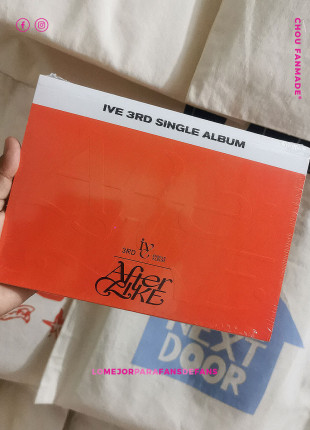 CHOU FANMADE®
IVE 3RD SINGLE ALBUM
IVE
3RD
After
LIKE
NEXT
DOOR
LOMEJORPARAFANSDEFANS